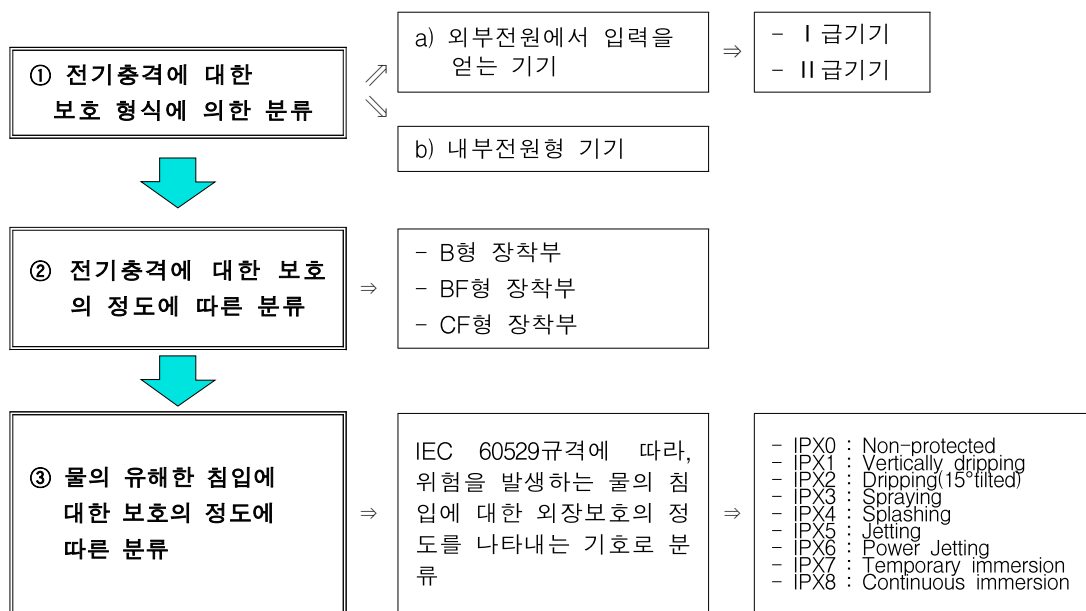 ① 전기충격에 대한
보호 형식에 의한 분류
a) 외부전원에서 입력을
얻는 기기
⇒
- Ⅰ급기기
- Ⅱ급기기
b) 내부전원형 기기
② 전기충격에 대한 보호
의 정도에 따른 분류
⇒
- B형 장착부
- BF형 장착부
- CF형 장착부
③ 물의 유해한 침입에
대한 보호의 정도에
따른 분류
⇒
IEC 60529규격에 따라,
위험을 발생하는 물의 침
입에 대한 외장보호의 정
도를 나타내는 기호로 분
류
⇒
- IPX0 : Non-protected
- IPX1 : Vertically dripping
- IPX2 : Dripping(15°tilted)
- IPX3 : Spraying
- IPX4 : Splashing
- IPX5 : Jetting
- IPX6 : Power Jetting
- IPX7 : Temporary immersion
- IPX8 : Continuous immersion